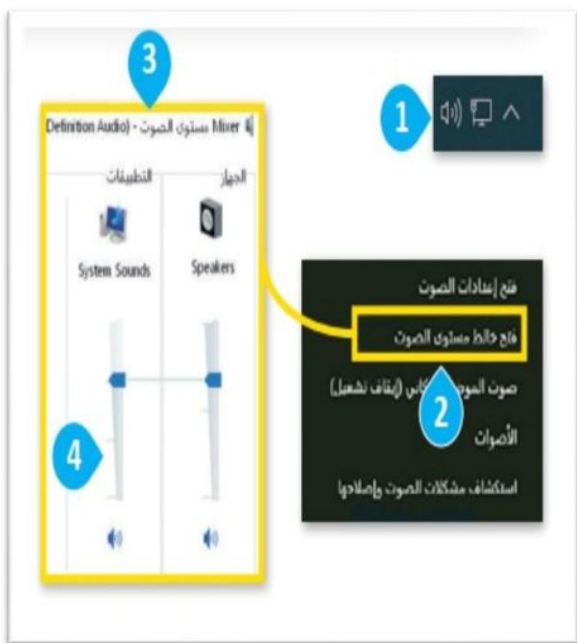 1
2
3
4
Mixer مستوى الصوت - (Definition Audio
الجهاز
التطبيقات
Speakers
System Sounds
فتح إعدادات الصوت
فتح خالط مستوى الصوت
صوت (إيقاف تشغيل)
الأصوات
استكشاف مشكلات الصوت وإصلاحها